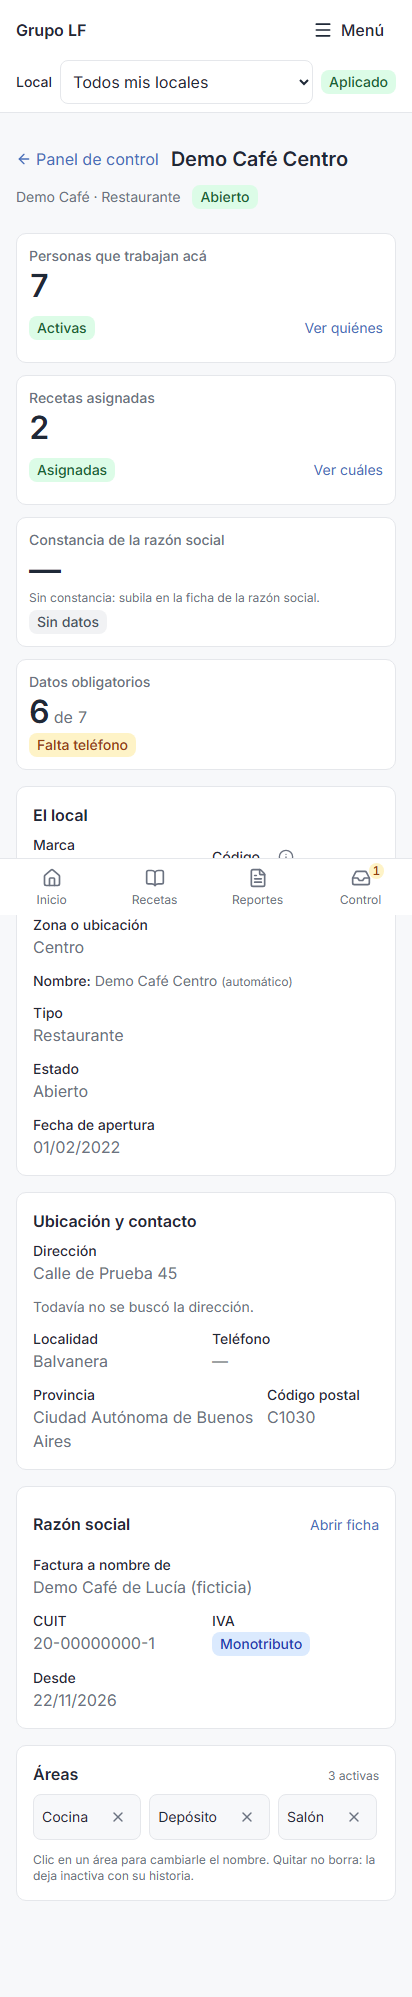 Grupo LF
Menú
Local
Todos mis locales
Aplicado
← Panel de control
Demo Café Centro
Demo Café · Restaurante
Abierto
Personas que trabajan acá
7
Activas
Ver quiénes
Recetas asignadas
2
Asignadas
Ver cuáles
Constancia de la razón social
—
Sin constancia: subila en la ficha de la razón social.
Sin datos
Datos obligatorios
6 de 7
Falta teléfono
El local
Marca
Código
Inicio
Recetas
Reportes
Control
1
Zona o ubicación
Centro
Nombre: Demo Café Centro (automático)
Tipo
Restaurante
Estado
Abierto
Fecha de apertura
01/02/2022
Ubicación y contacto
Dirección
Calle de Prueba 45
Todavía no se buscó la dirección.
Localidad
Teléfono
Balvanera
—
Provincia
Código postal
Ciudad Autónoma de Buenos
Aires
C1030
Razón social
Abrir ficha
Factura a nombre de
Demo Café de Lucía (ficticia)
CUIT
IVA
20-00000000-1
Monotributo
Desde
22/11/2026
Áreas
3 activas
Cocina
Depósito
Salón
Clic en un área para cambiarle el nombre. Quitar no borra: la
deja inactiva con su historia.